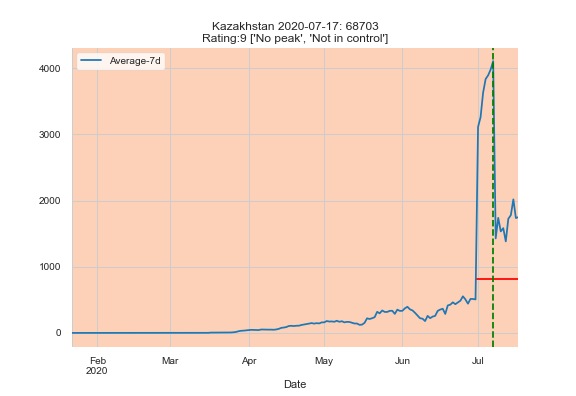 Kazakhstan 2020-07-17: 68703
Rating:9 ['No peak', 'Not in control']
Average-7d
4000
3000
2000
1000
0
Feb Mar Apr May Jun Jul
2020
Date